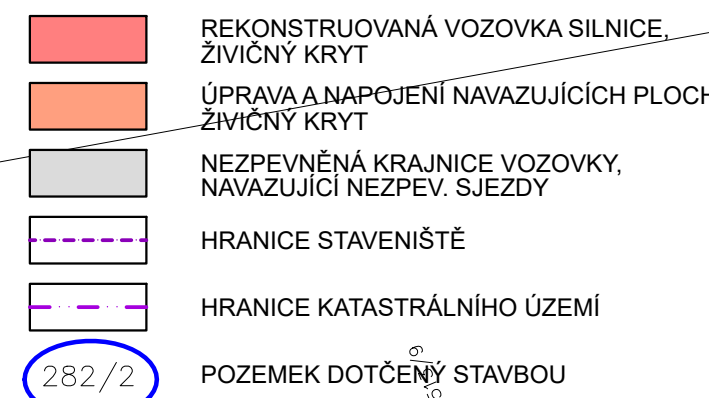 REKONSTRUOVANÁ VOZOVKA SILNICE,
ŽIVIČNÝ KRYT
ÚPRAVA A NAPOJENÍ NAVAZUJÍCÍCH PLOCH
ŽIVIČNÝ KRYT
NEZPEVNĚNÁ KRAJNICE VOZOVKY,
NAVAZUJÍCÍ NEZPEV. SJEZDY
HRANICE STAVENIŠTĚ
HRANICE KATASTRÁLNÍHO ÚZEMÍ
282/2 POZEMEK DOTČENÝ STAVBOU